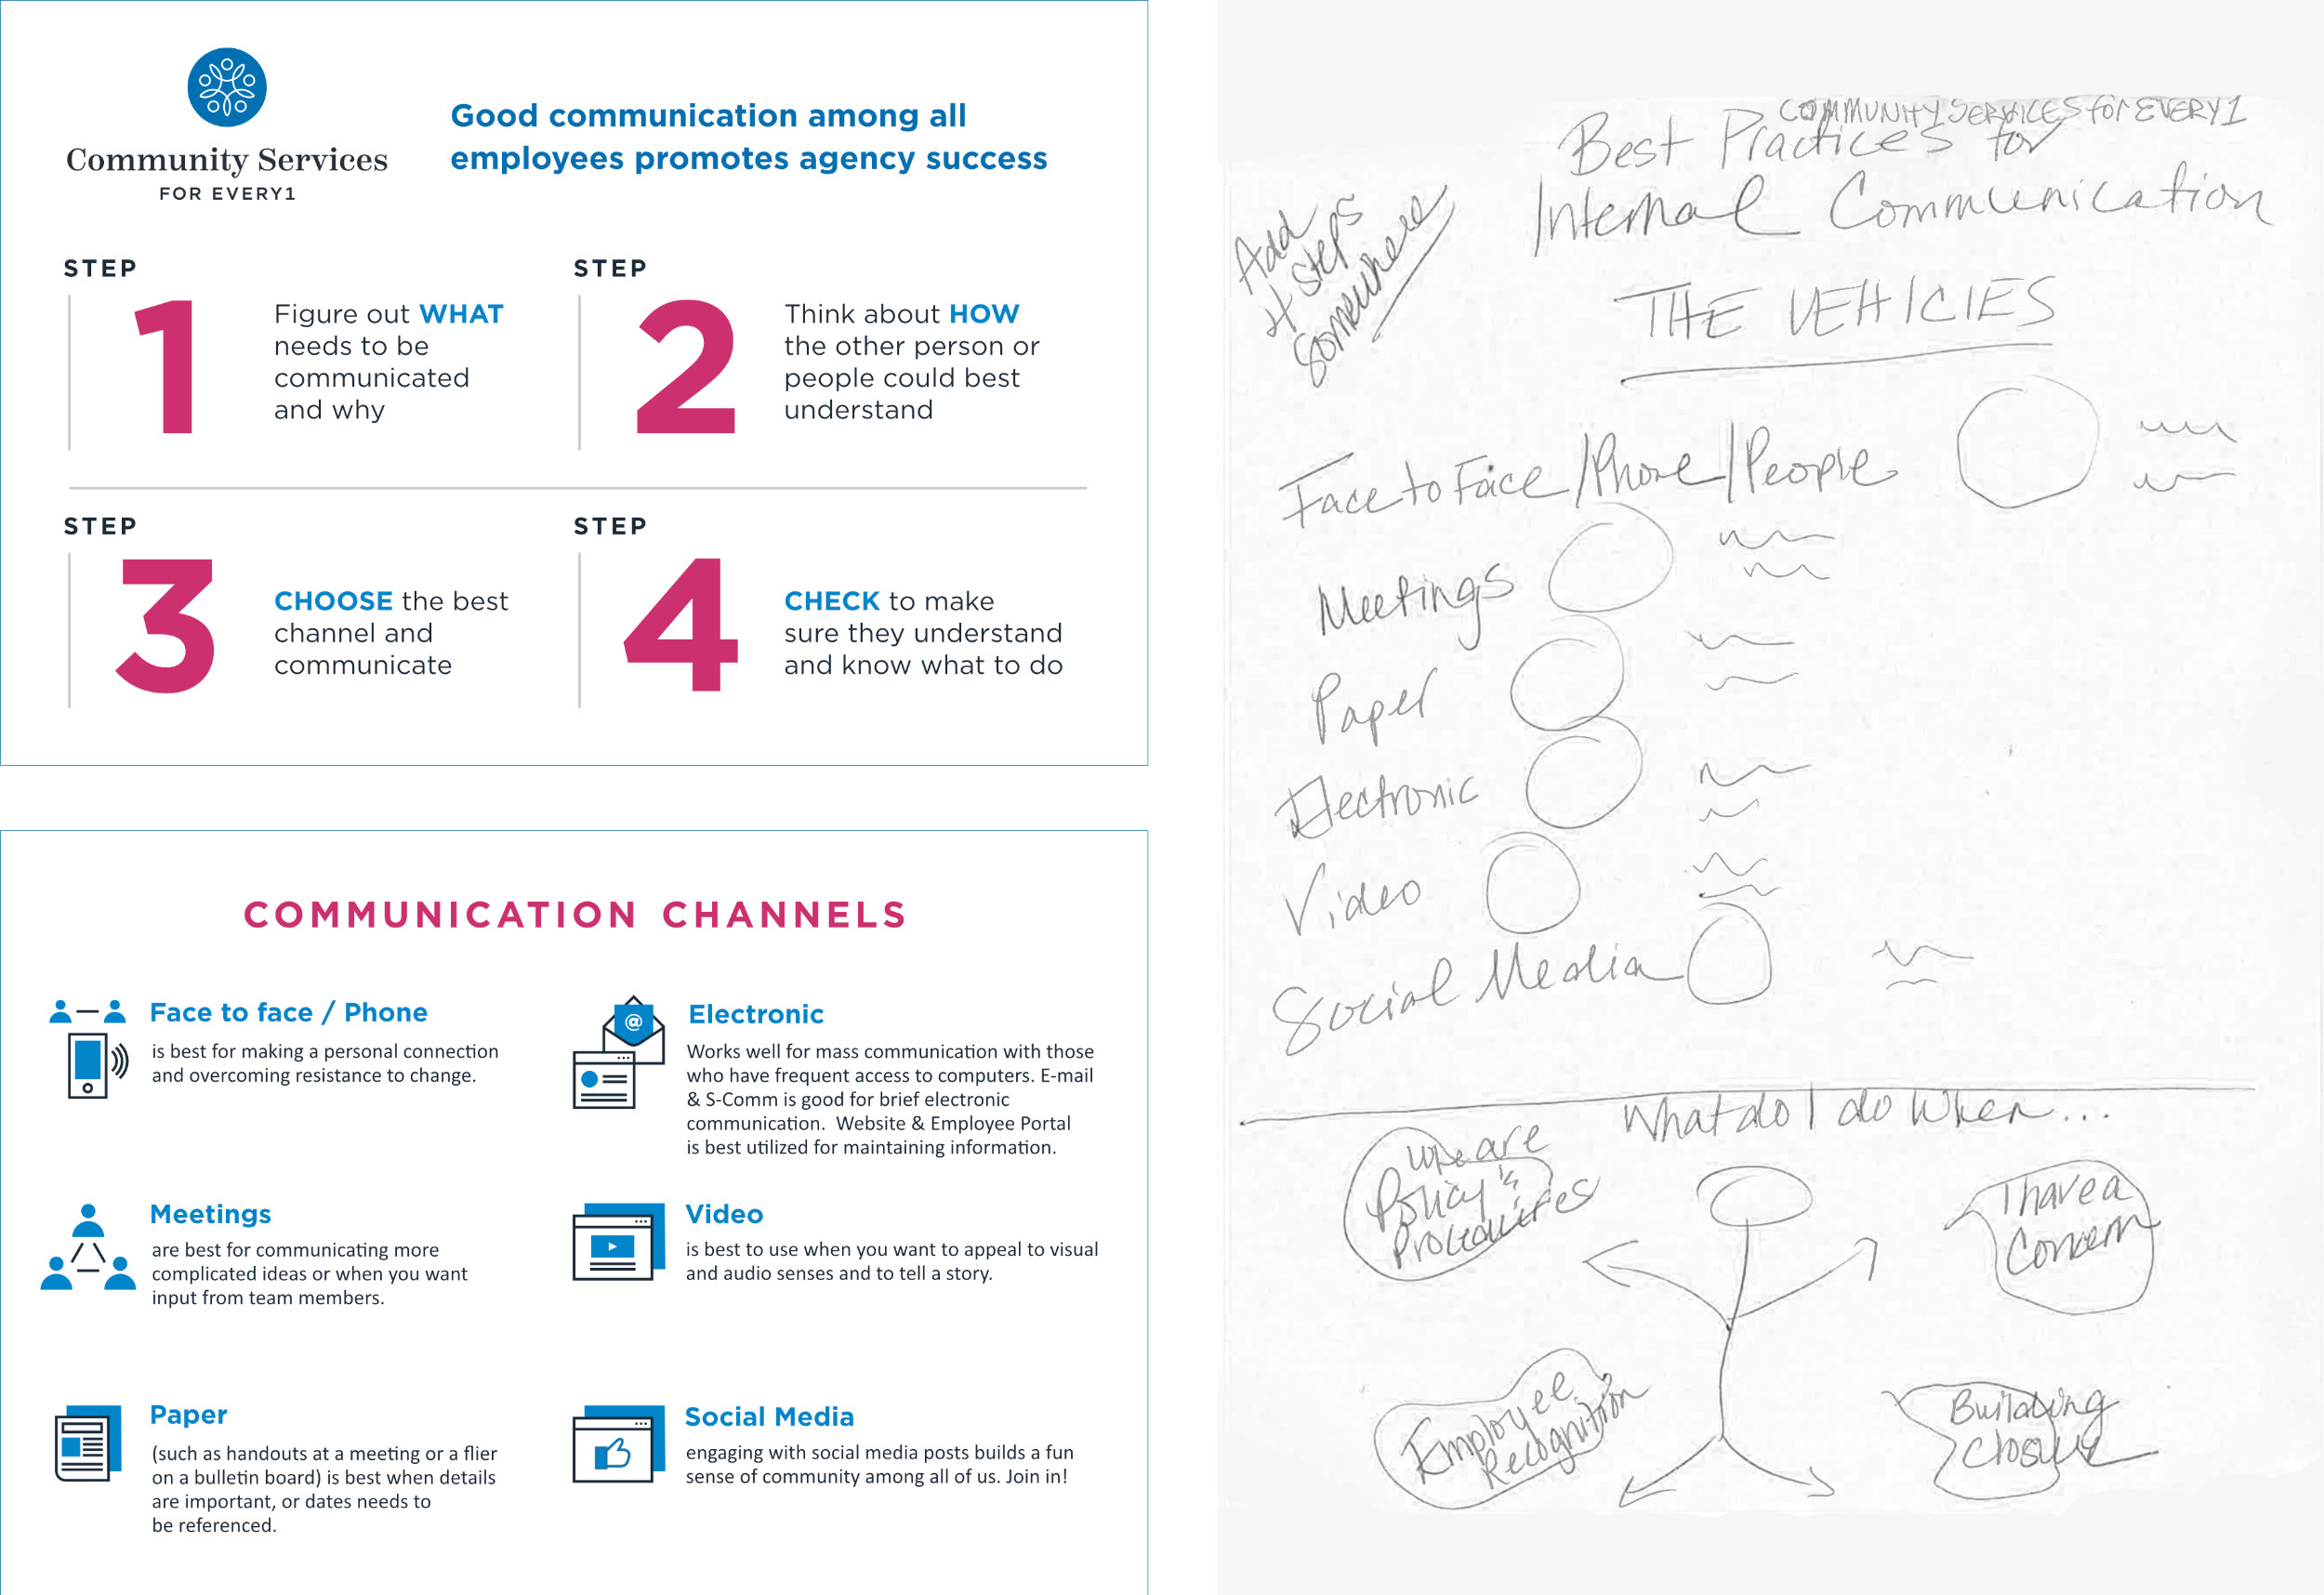 Community Services
FOR EVERY1
Good communication among all
employees promotes agency success
STEP
1
Figure out WHAT
needs to be
communicated
and why
STEP
2
Think about HOW
the other person or
people could best
understand
STEP
3
CHOOSE the best
channel and
communicate
STEP
4
CHECK to make
sure they understand
and know what to do
COMMUNICATION CHANNELS
Face to face / Phone
is best for making a personal connection
and overcoming resistance to change.
Meetings
are best for communicating more
complicated ideas or when you want
input from team members.
Paper
(such as handouts at a meeting or a flier
on a bulletin board) is best when details
are important, or dates needs to
be referenced.
@
Electronic
Works well for mass communication with those
who have frequent access to computers. E-mail
& S-Comm is good for brief electronic
communication. Website & Employee Portal
is best utilized for maintaining information.
Video
is best to use when you want to appeal to visual
and audio senses and to tell a story.
Social Media
engaging with social media posts builds a fun
sense of community among all of us. Join in!
COMMUNITY SERVICES for EVERY1
Best Practices for
Internal Communication
THE VEHICLES
Add
4 steps
somewhere
Face to Face/Phone/People
Meetings
Paper
Electronic
Video
Social Media
What do I do when...
are
Policy &
Procedures
I have a
Concern
Employee
Recognition
Building
Closure